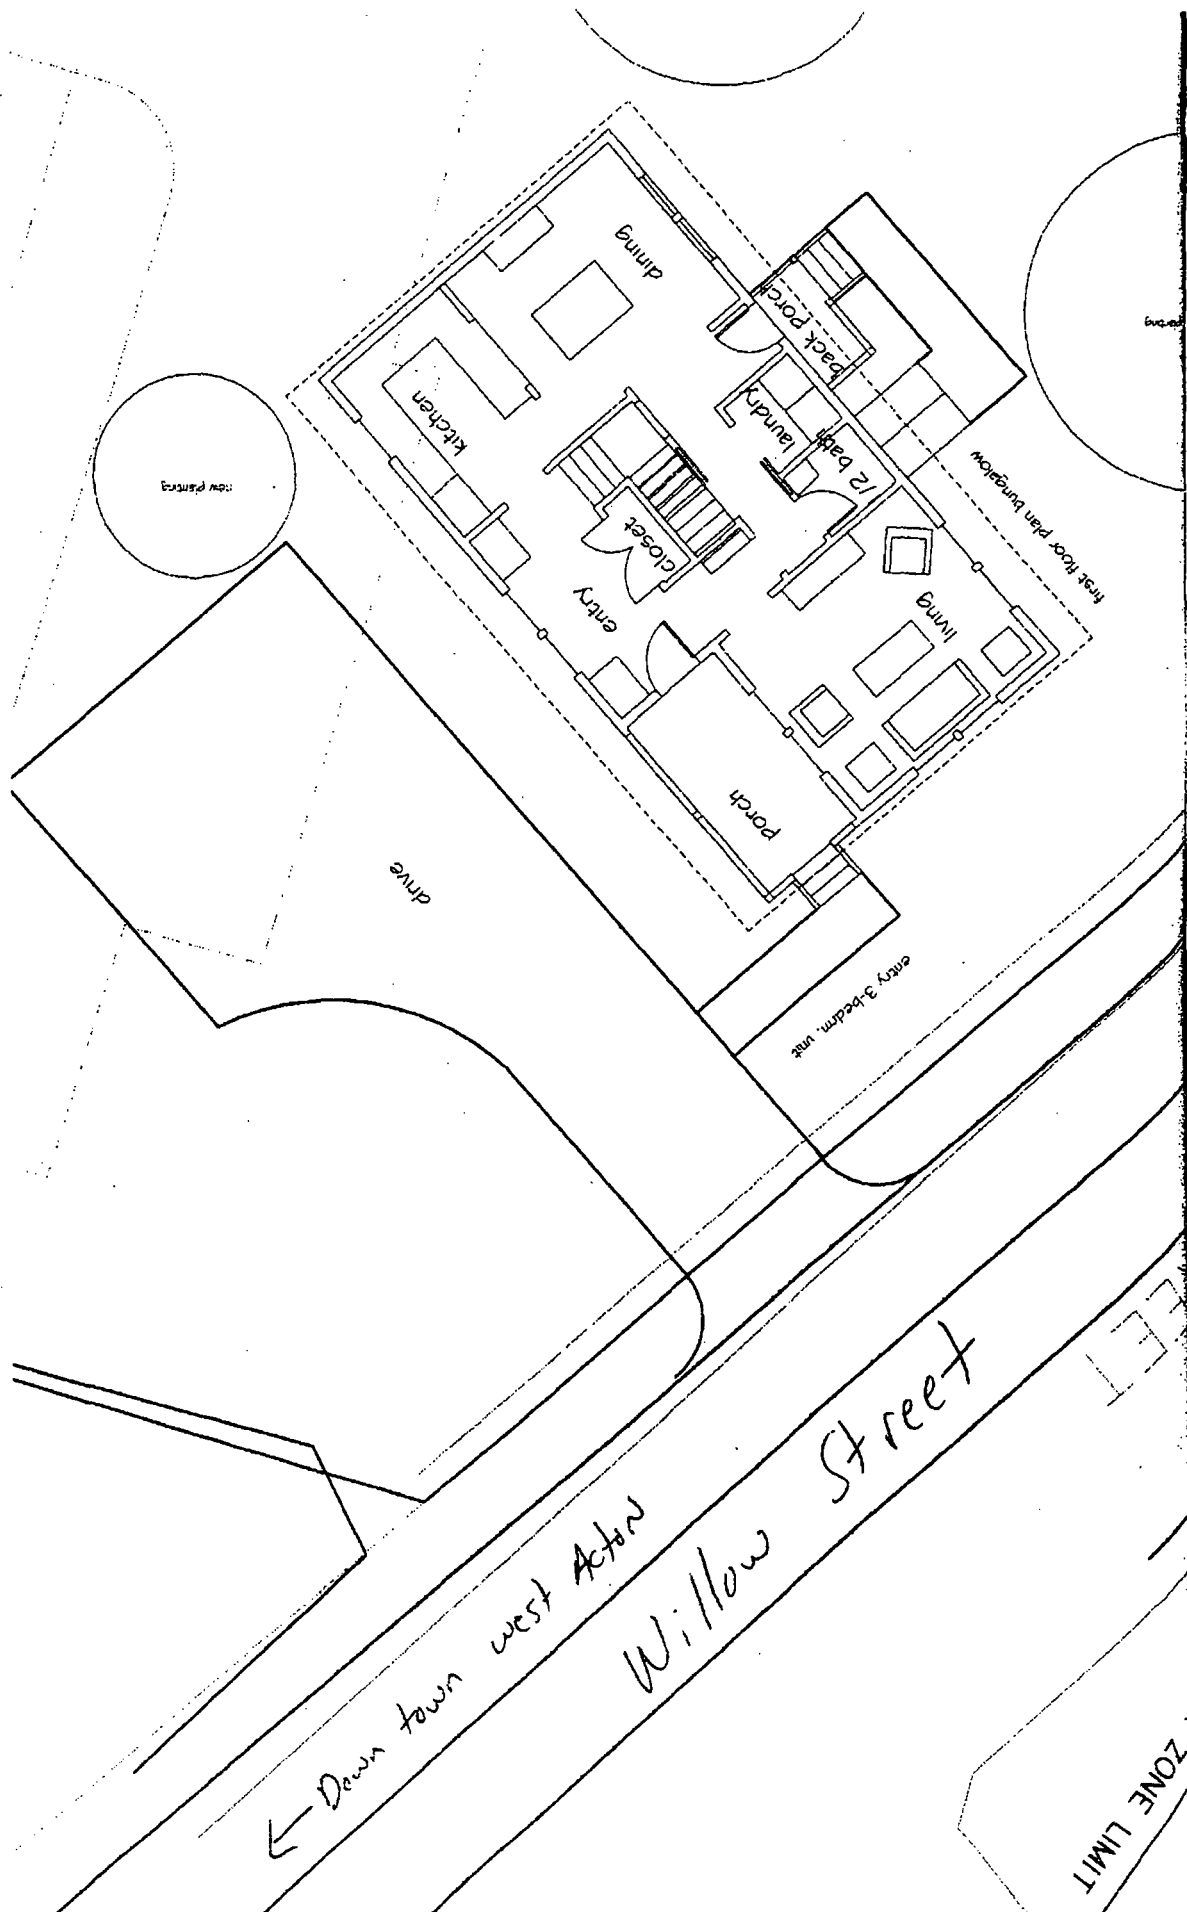 dining
back porch
kitchen
laundry
1/2 bath
new planting
closet
first floor plan bungalow
entry
living
porch
drive
entry 3-bedrm. unit
Willow Street
← Down town west Acton
ZONE LIMIT